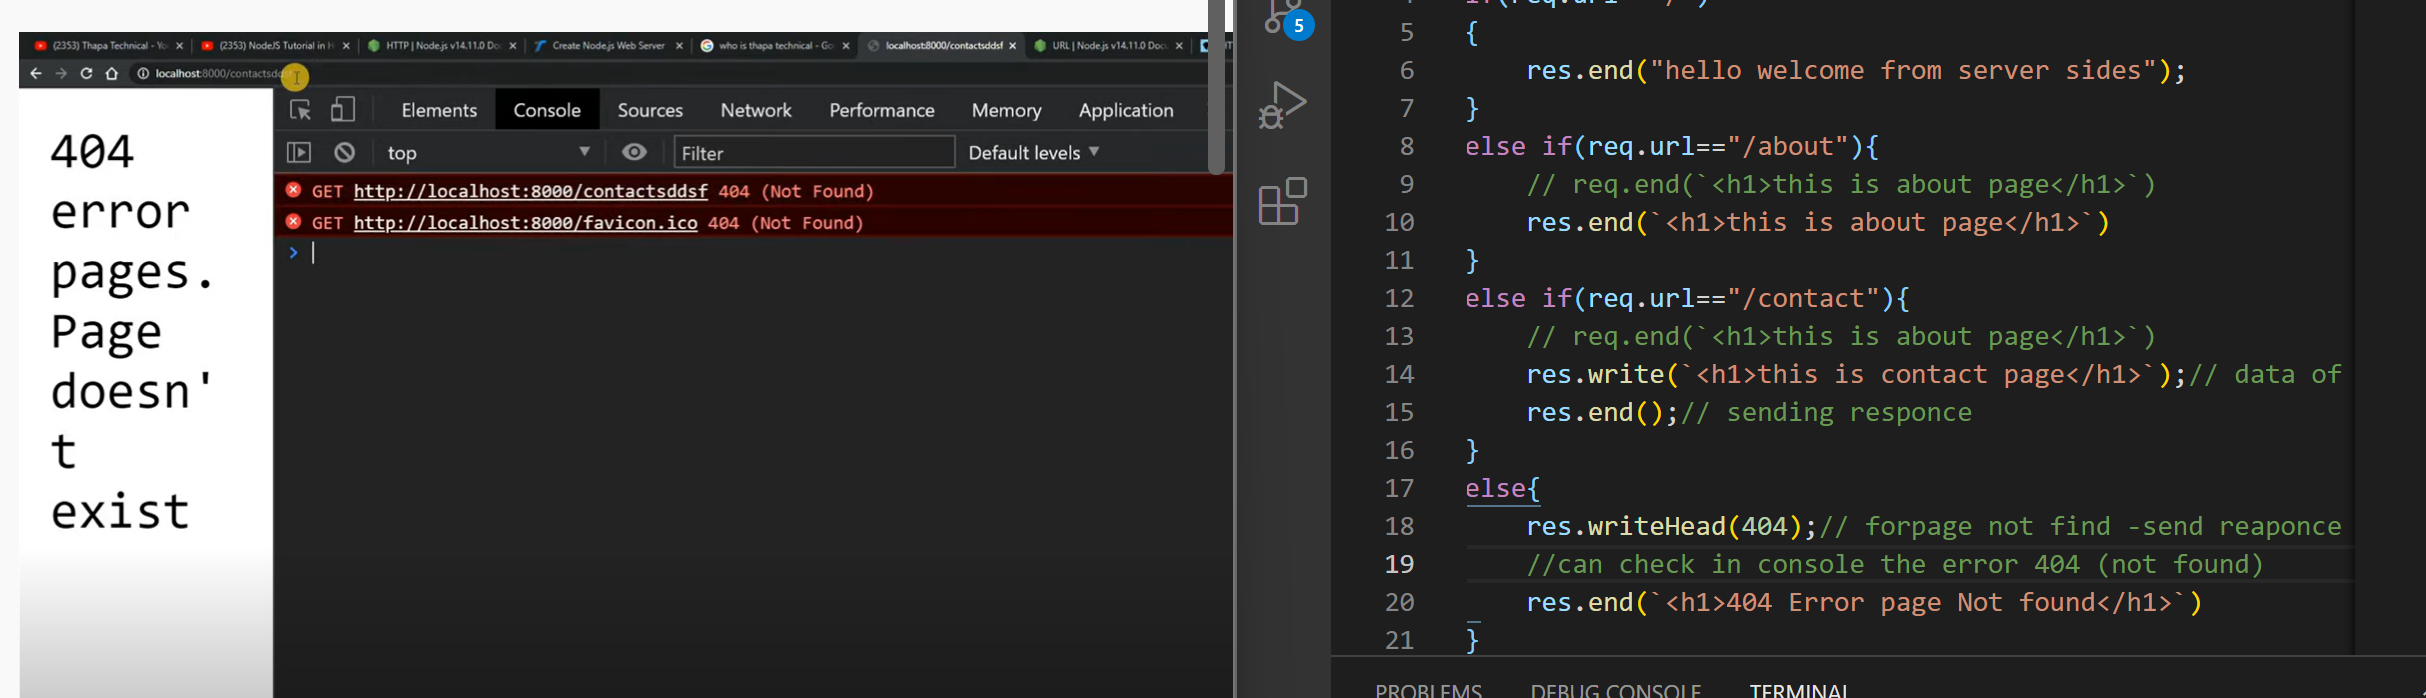 (2353) Thapa Technical - Yo
(2353) NodeJS Tutorial in H
HTTP | Node.js v14.11.0 Do
Create Node.js Web Server
who is thapa technical - Go
localhost:8000/contactsddsf
URL | Node.js v14.11.0 Doc
localhost:8000/contactsdd
404
error
pages.
Page
doesn'
t
exist
Elements Console Sources Network Performance Memory Application
top Filter Default levels
GET http://localhost:8000/contactsddsf 404 (Not Found)
GET http://localhost:8000/favicon.ico 404 (Not Found)
>
5
5 {
6 res.end("hello welcome from server sides");
7 }
8 else if(req.url=="/about"){
9 // req.end(`<h1>this is about page</h1>`)
10 res.end(`<h1>this is about page</h1>`)
11 }
12 else if(req.url=="/contact"){
13 // req.end(`<h1>this is about page</h1>`)
14 res.write(`<h1>this is contact page</h1>`);// data of
15 res.end();// sending responce
16 }
17 else{
18 res.writeHead(404);// forpage not find -send reaponce
19 //can check in console the error 404 (not found)
20 res.end(`<h1>404 Error page Not found</h1>`)
21 }
PROBLEMS DEBUG CONSOLE TERMINAL